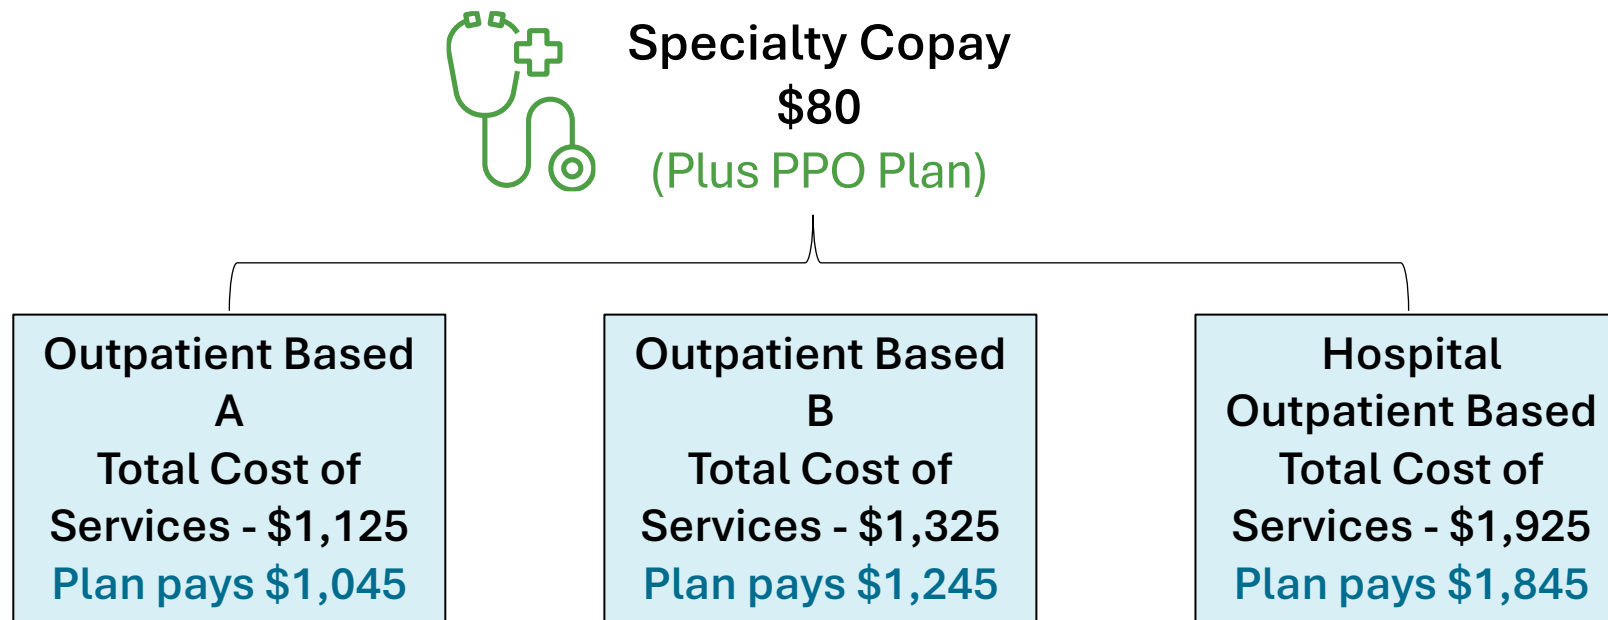 Specialty Copay
$80
(Plus PPO Plan)
Outpatient Based
A
Total Cost of
Services - $1,125
Plan pays $1,045
Outpatient Based
B
Total Cost of
Services - $1,325
Plan pays $1,245
Hospital
Outpatient Based
Total Cost of
Services - $1,925
Plan pays $1,845